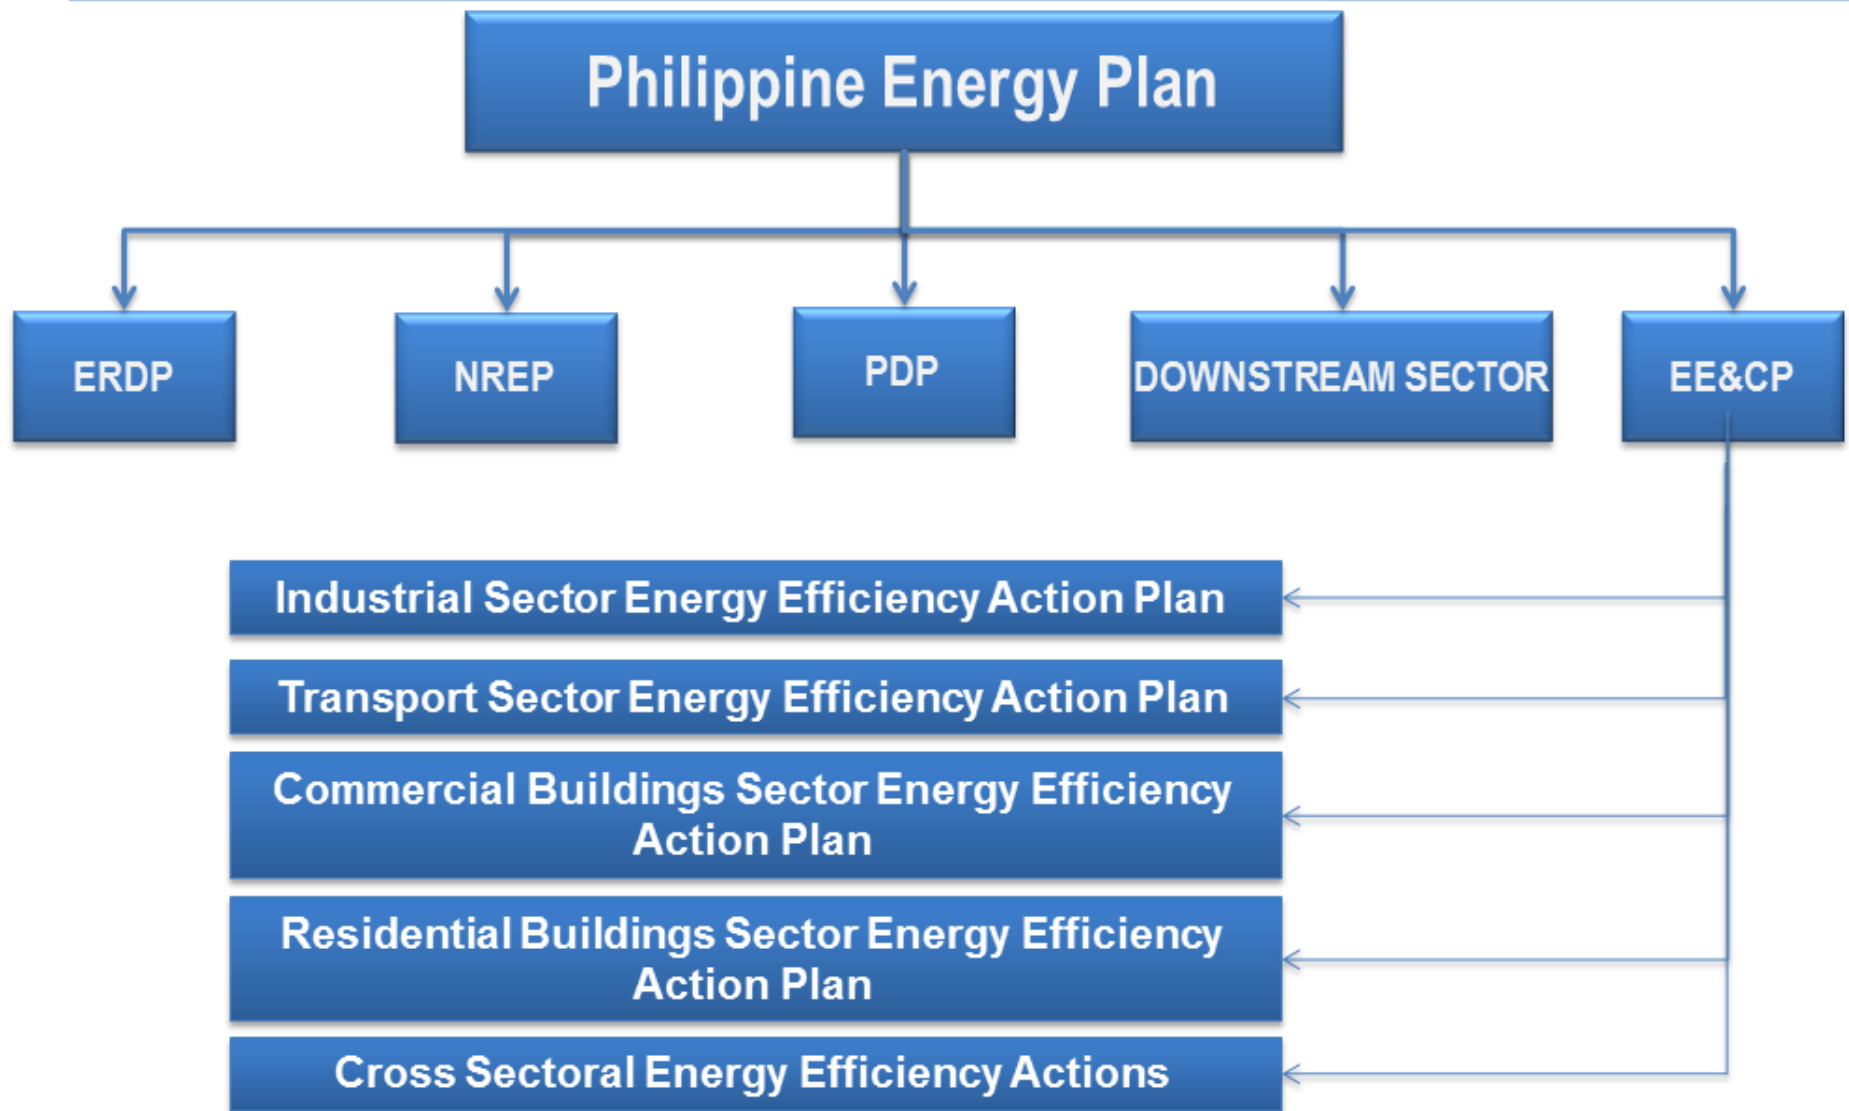 Philippine Energy Plan
ERDP
NREP
PDP
DOWNSTREAM SECTOR
EE&CP
Industrial Sector Energy Efficiency Action Plan
Transport Sector Energy Efficiency Action Plan
Commercial Buildings Sector Energy Efficiency
Action Plan
Residential Buildings Sector Energy Efficiency
Action Plan
Cross Sectoral Energy Efficiency Actions